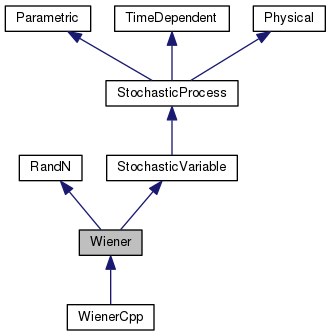 Parametric
TimeDependent
Physical
StochasticProcess
RandN
StochasticVariable
Wiener
WienerCpp